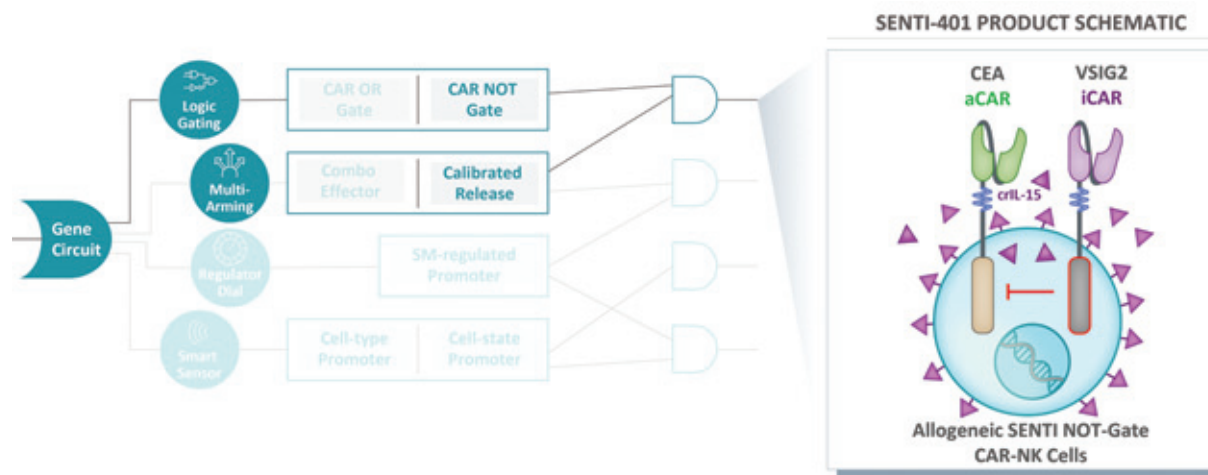 SENTI-401 PRODUCT SCHEMATIC
Logic
Gating
CAR OR
Gate
CAR NOT
Gate
Multi-
Arming
Combo
Effector
Calibrated
Release
Gene
Circuit
Regulator
Dial
SM-regulated
Promoter
Smart
Sensor
Cell-type
Promoter
Cell-state
Promoter
CEA
aCAR
VSIG2
iCAR
crIL-15
Allogeneic SENTI NOT-Gate
CAR-NK Cells